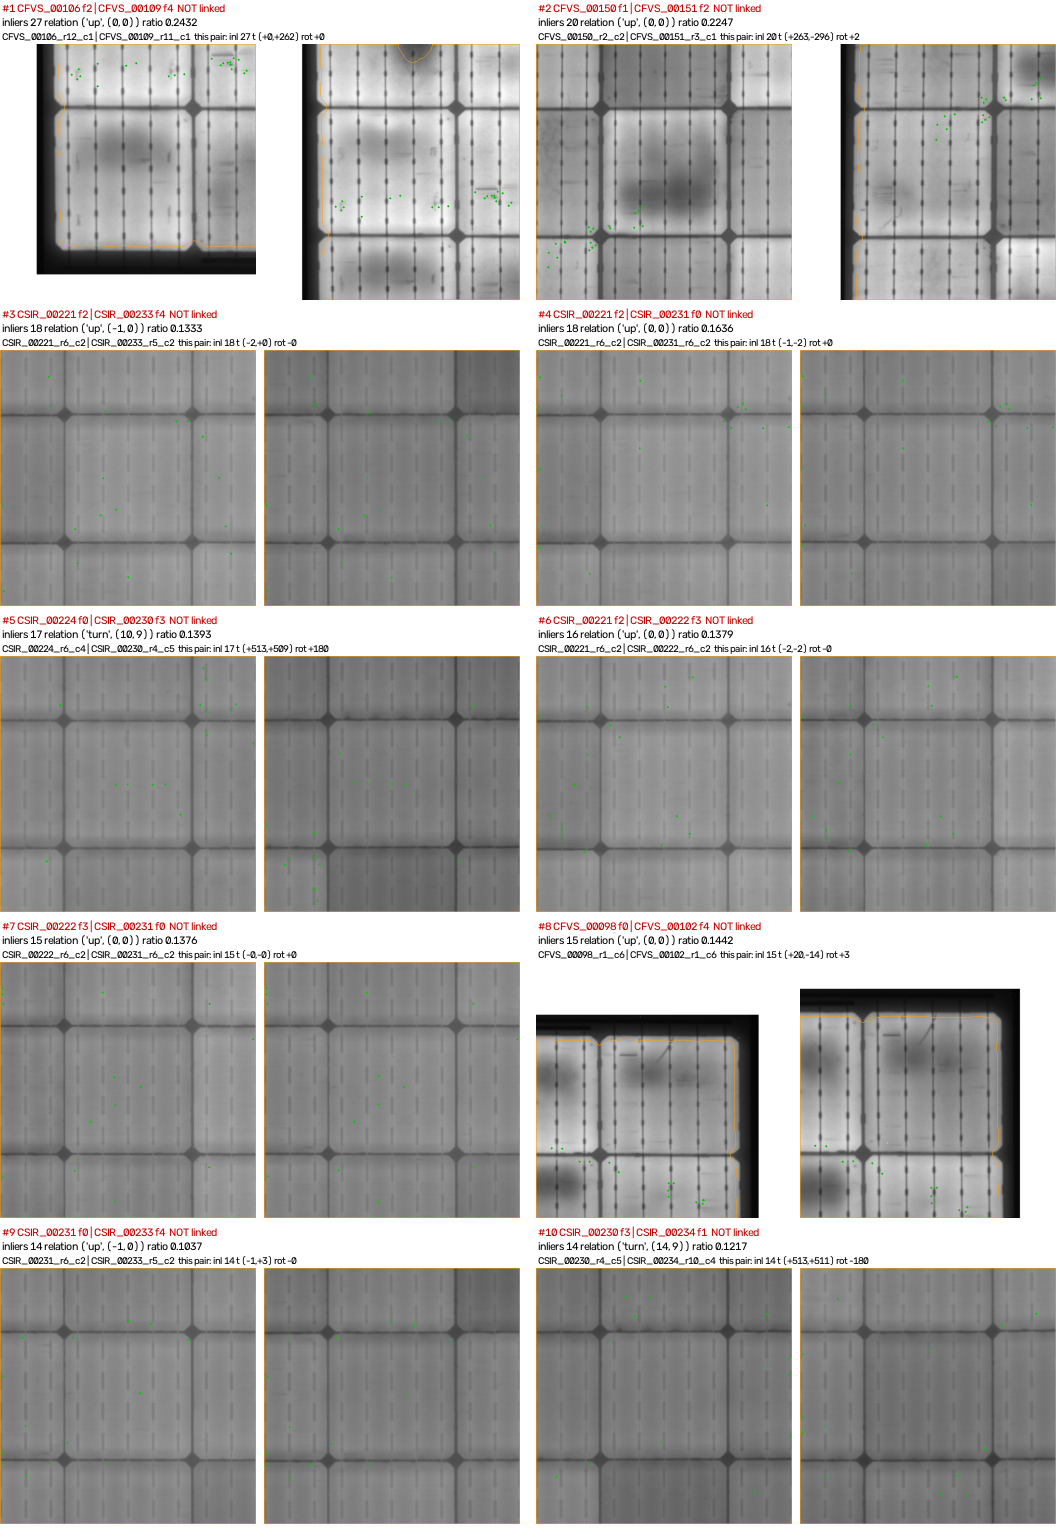 #1 CFVS_00106 f2 | CFVS_00109 f4 NOT linked
inliers 27 relation ('up', (0, 0)) ratio 0.2432
CFVS_00106_r12_c1 | CFVS_00109_r11_c1 this pair: inl 27 t (+0,+262) rot +0
#2 CFVS_00150 f1 | CFVS_00151 f2 NOT linked
inliers 20 relation ('up', (0, 0)) ratio 0.2247
CFVS_00150_r2_c2 | CFVS_00151_r3_c1 this pair: inl 20 t (+263,-296) rot +2
#3 CSIR_00221 f2 | CSIR_00233 f4 NOT linked
inliers 18 relation ('up', (-1, 0)) ratio 0.1333
CSIR_00221_r6_c2 | CSIR_00233_r5_c2 this pair: inl 18 t (-2,+0) rot -0
#4 CSIR_00221 f2 | CSIR_00231 f0 NOT linked
inliers 18 relation ('up', (0, 0)) ratio 0.1636
CSIR_00221_r6_c2 | CSIR_00231_r6_c2 this pair: inl 18 t (-1,-2) rot +0
#5 CSIR_00224 f0 | CSIR_00230 f3 NOT linked
inliers 17 relation ('turn', (10, 9)) ratio 0.1393
CSIR_00224_r6_c4 | CSIR_00230_r4_c5 this pair: inl 17 t (+513,+509) rot +180
#6 CSIR_00221 f2 | CSIR_00222 f3 NOT linked
inliers 16 relation ('up', (0, 0)) ratio 0.1379
CSIR_00221_r6_c2 | CSIR_00222_r6_c2 this pair: inl 16 t (-2,-2) rot -0
#7 CSIR_00222 f3 | CSIR_00231 f0 NOT linked
inliers 15 relation ('up', (0, 0)) ratio 0.1376
CSIR_00222_r6_c2 | CSIR_00231_r6_c2 this pair: inl 15 t (-0,-0) rot +0
#8 CFVS_00098 f0 | CFVS_00102 f4 NOT linked
inliers 15 relation ('up', (0, 0)) ratio 0.1442
CFVS_00098_r1_c6 | CFVS_00102_r1_c6 this pair: inl 15 t (+20,-14) rot +3
#9 CSIR_00231 f0 | CSIR_00233 f4 NOT linked
inliers 14 relation ('up', (-1, 0)) ratio 0.1037
CSIR_00231_r6_c2 | CSIR_00233_r5_c2 this pair: inl 14 t (-1,+3) rot -0
#10 CSIR_00230 f3 | CSIR_00234 f1 NOT linked
inliers 14 relation ('turn', (14, 9)) ratio 0.1217
CSIR_00230_r4_c5 | CSIR_00234_r10_c4 this pair: inl 14 t (+513,+511) rot -180